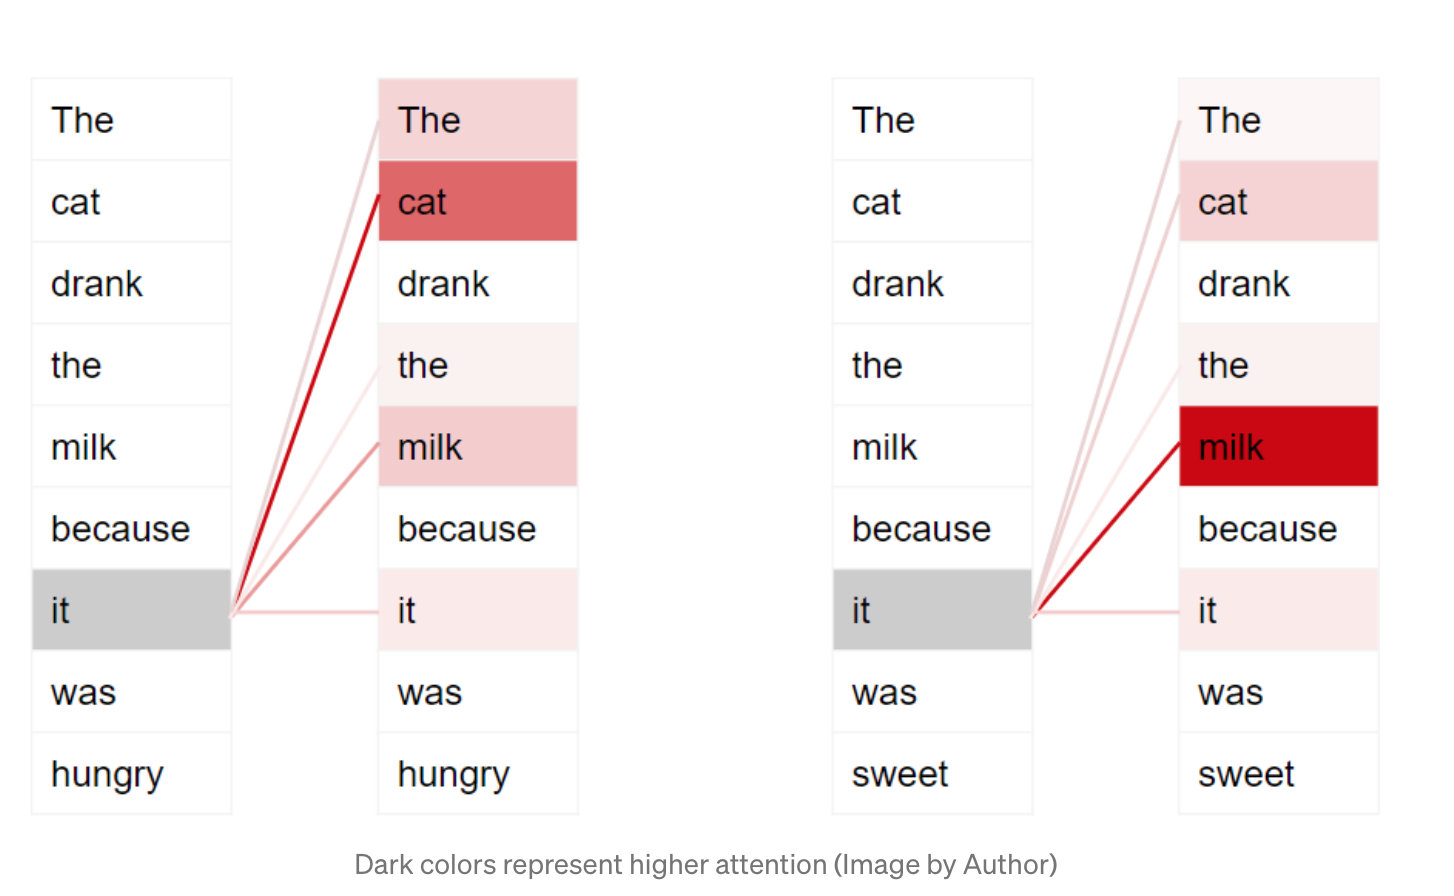 The The The The
cat cat cat cat
drank drank drank drank
the the the the
milk milk milk milk
because because because because
it it it it
was was was was
hungry hungry sweet sweet
Dark colors represent higher attention (Image by Author)